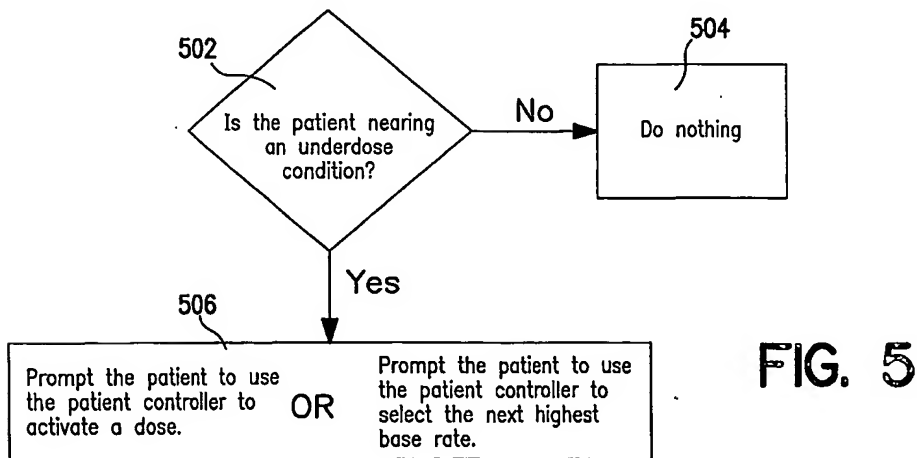 502
504
Is the patient nearing
an underdose
condition?
No
Do nothing
Yes
506
Prompt the patient to use
the patient controller to
activate a dose.
OR
Prompt the patient to use
the patient controller to
select the next highest
base rate.
FIG. 5